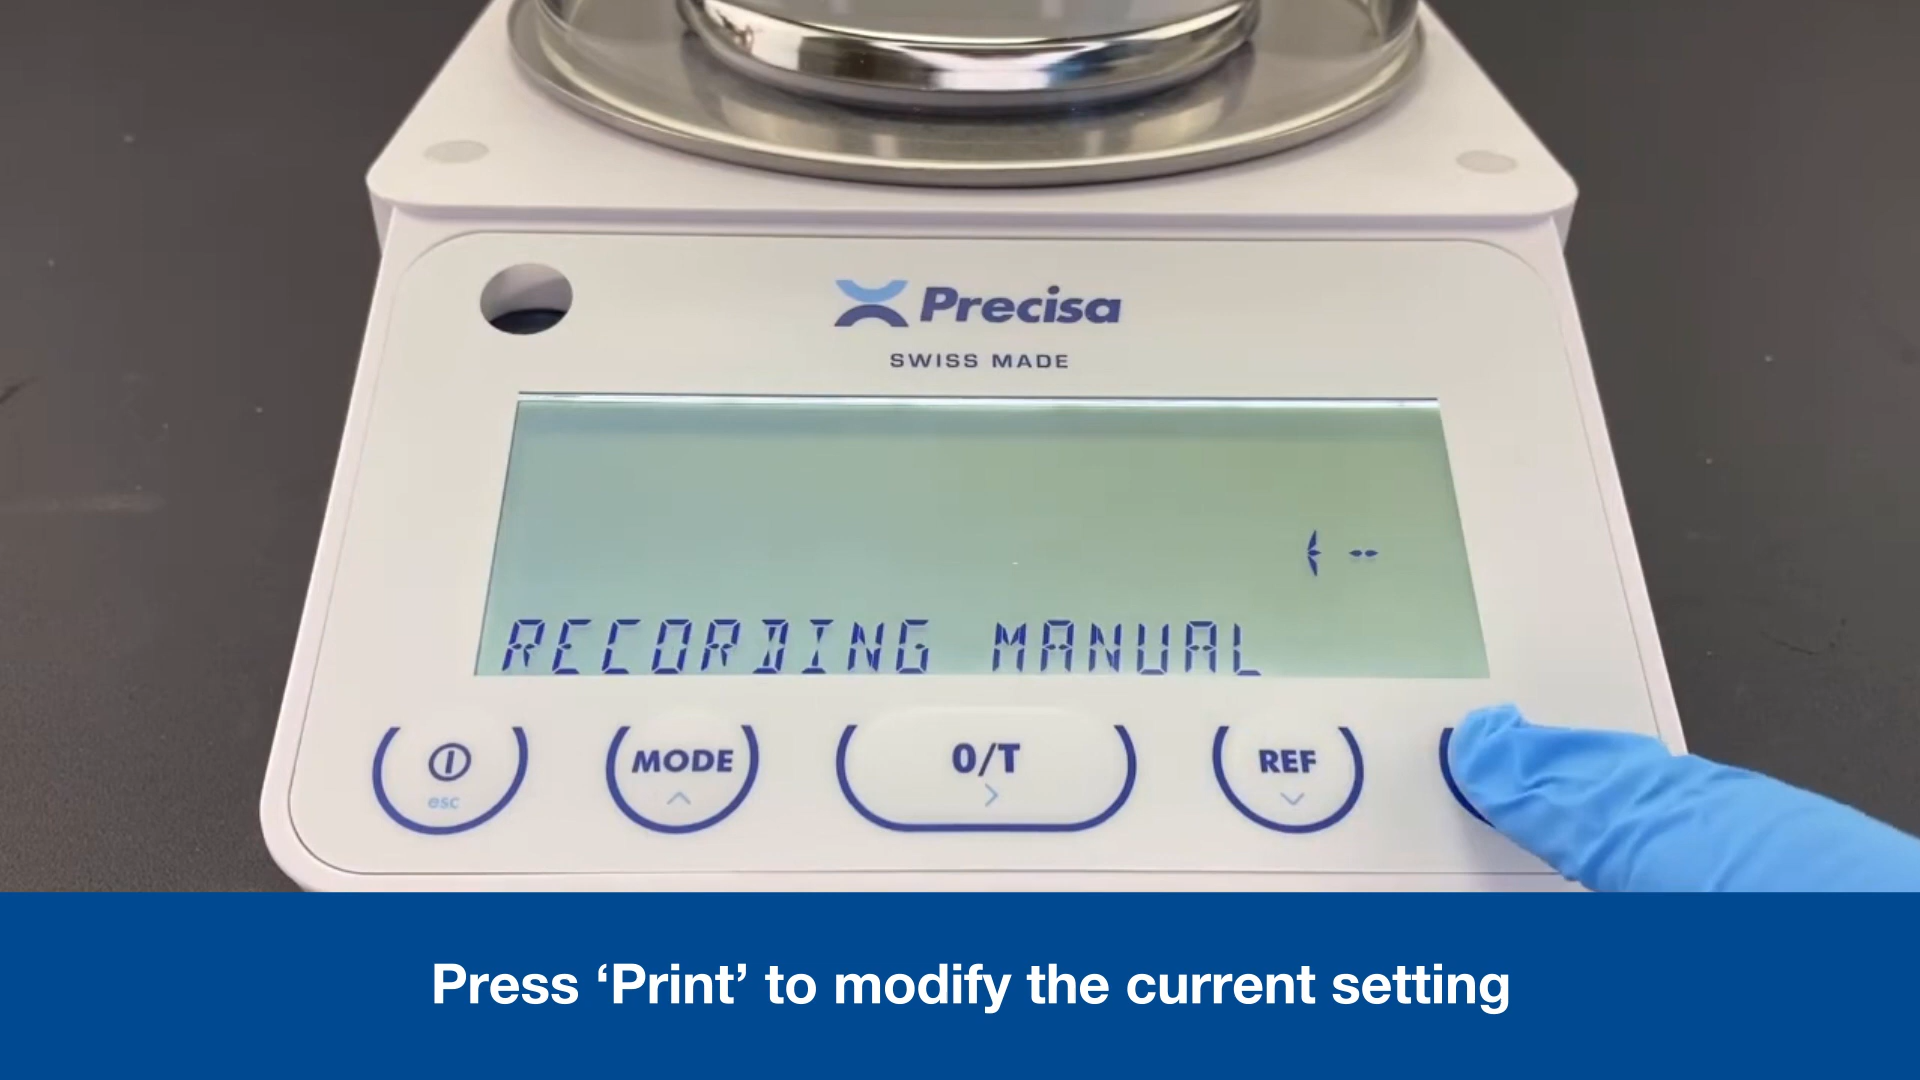 Precisa
SWISS MADE
RECORDING MANUAL
esc
MODE
0/T
REF
Press ‘Print’ to modify the current setting